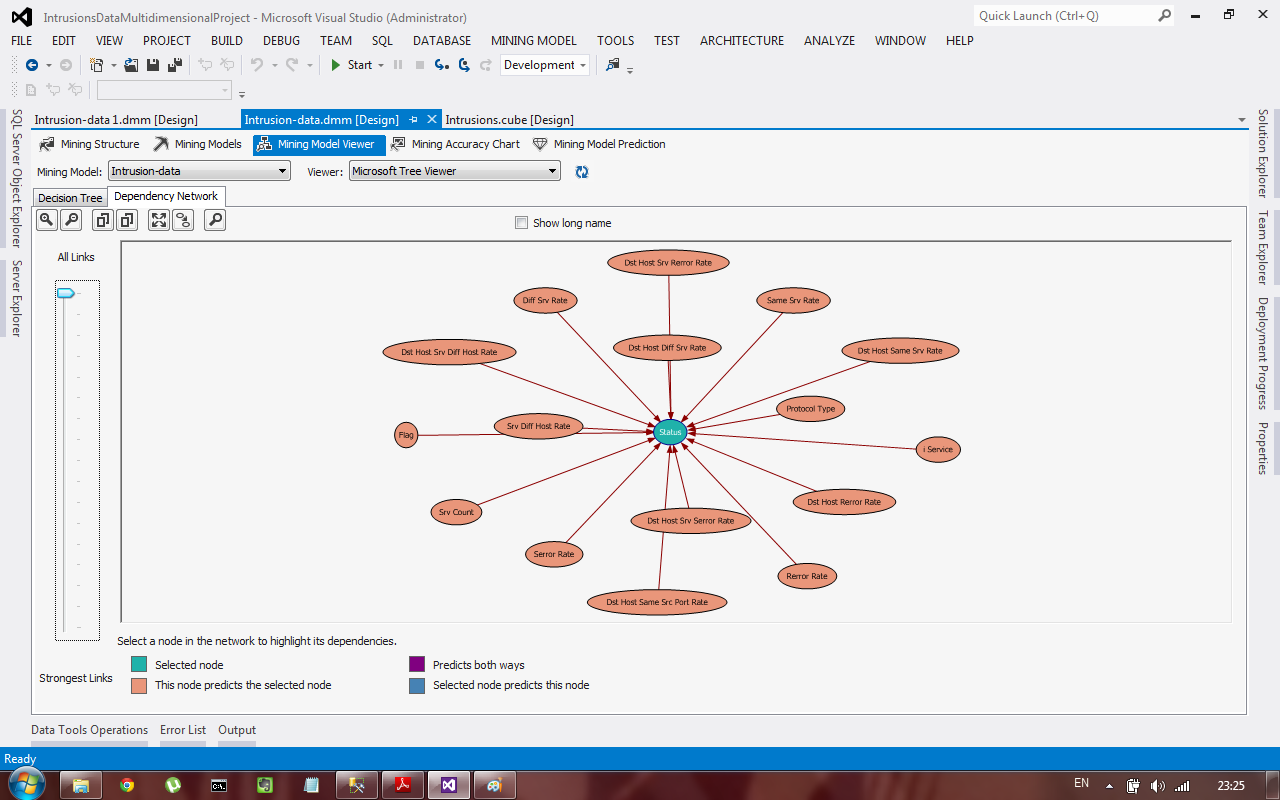 IntrusionsDataMultidimensionalProject - Microsoft Visual Studio (Administrator)
Quick Launch (Ctrl+Q)
FILE EDIT VIEW PROJECT BUILD DEBUG TEAM SQL DATABASE MINING MODEL TOOLS TEST ARCHITECTURE ANALYZE WINDOW HELP
Start Development
SQL Server Object Explorer
Server Explorer
Intrusion-data 1.dmm [Design] Intrusion-data.dmm [Design] Intrusions.cube [Design]
Mining Structure Mining Models Mining Model Viewer Mining Accuracy Chart Mining Model Prediction
Mining Model: Intrusion-data Viewer: Microsoft Tree Viewer
Decision Tree Dependency Network
Show long name
All Links
Dst Host Srv Rerror Rate
Diff Srv Rate Same Srv Rate
Dst Host Srv Diff Host Rate Dst Host Diff Srv Rate Dst Host Same Srv Rate
Protocol Type
Flag Srv Diff Host Rate Status
i Service
Srv Count Dst Host Rerror Rate
Dst Host Srv Serror Rate
Serror Rate
Rerror Rate
Dst Host Same Src Port Rate
Select a node in the network to highlight its dependencies.
Selected node Predicts both ways
Strongest Links
This node predicts the selected node Selected node predicts this node
Solution Explorer
Team Explorer
Deployment Progress
Properties
Data Tools Operations Error List Output
Ready
C:\.
EN 23:25